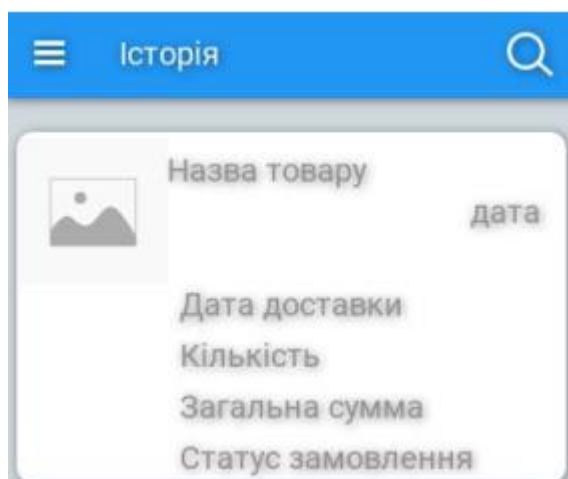 Історія
Назва товару
дата
Дата доставки
Кількість
Загальна сумма
Статус замовлення